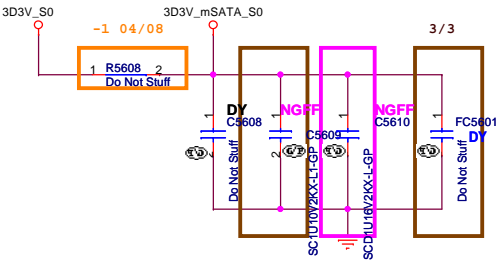 3D3V_S0
-1 04/08
3D3V_mSATA_S0
3/3
1
R5608
2
Do Not Stuff
DY
NGFF
NGFF
1
C5608
1
C5609
1
C5610
1
FC5601
DY
2
2
Do Not Stuff
SC1U10V2KX-L1-GP
SCD1U16V2KX-L-GP
Do Not Stuff